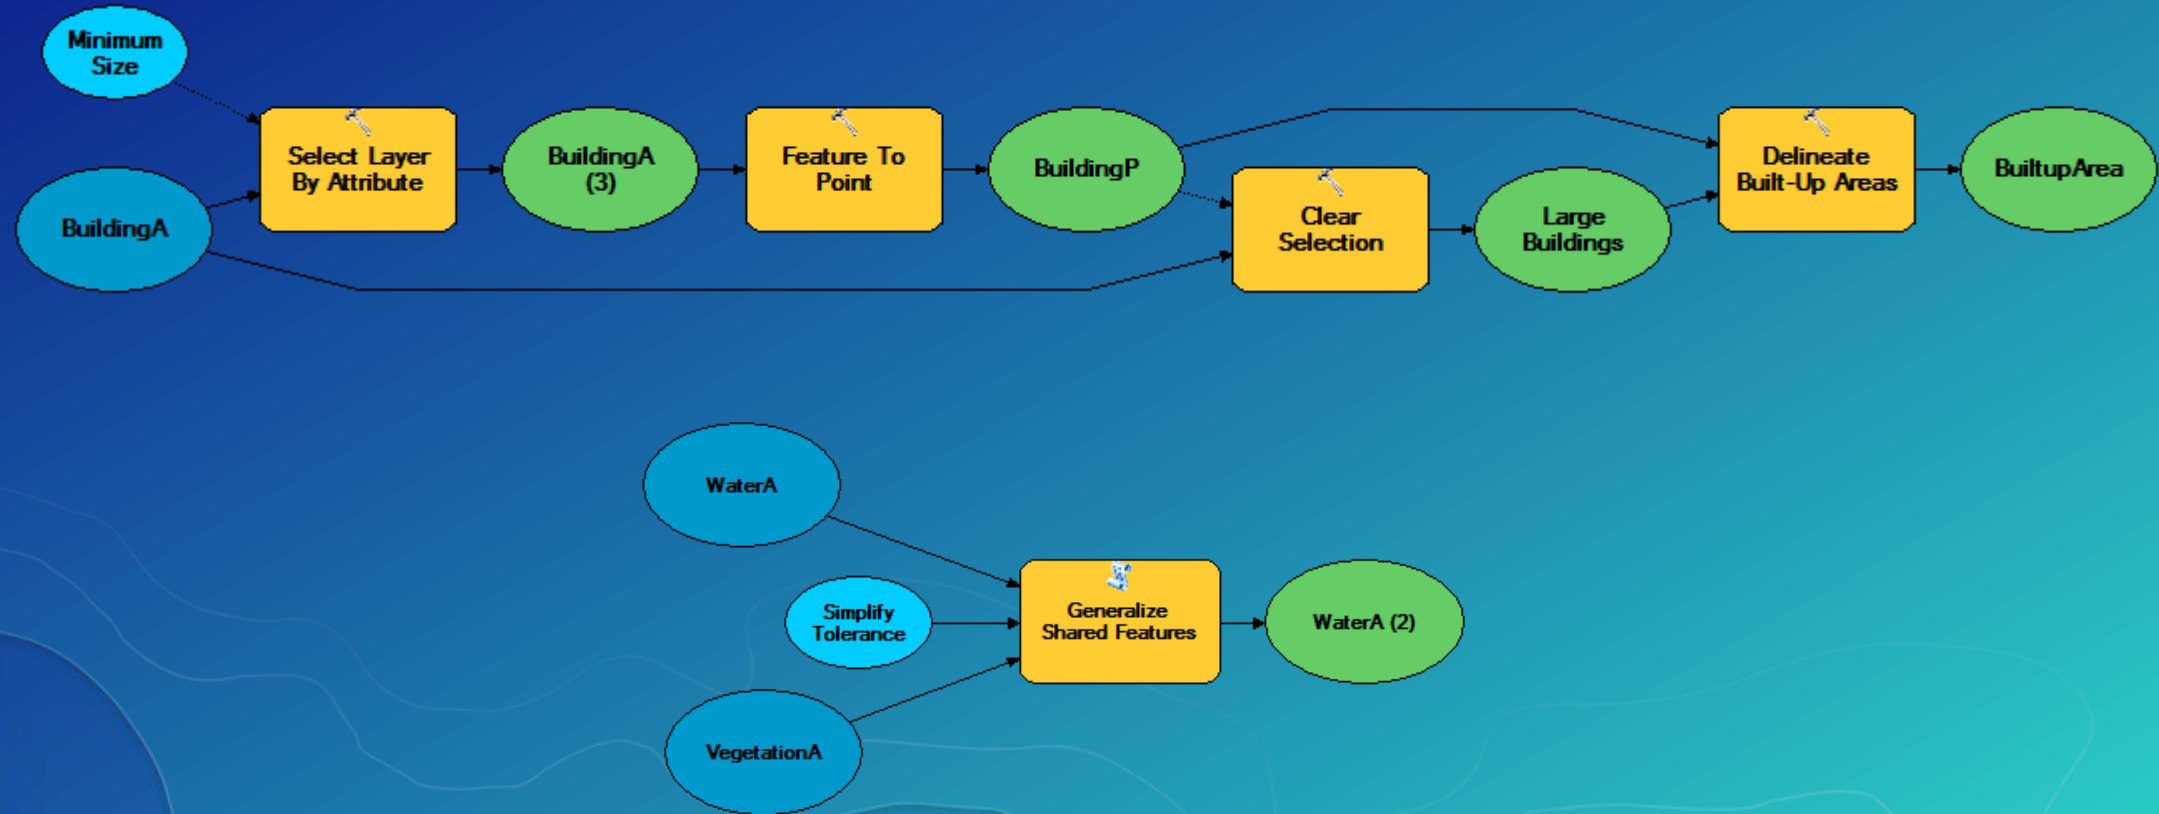 Minimum
Size
BuildingA
Select Layer
By Attribute
BuildingA
(3)
Feature To
Point
BuildingP
Clear
Selection
Large
Buildings
Delineate
Built-Up Areas
BuiltupArea
WaterA
Simplify
Tolerance
VegetationA
Generalize
Shared Features
WaterA (2)